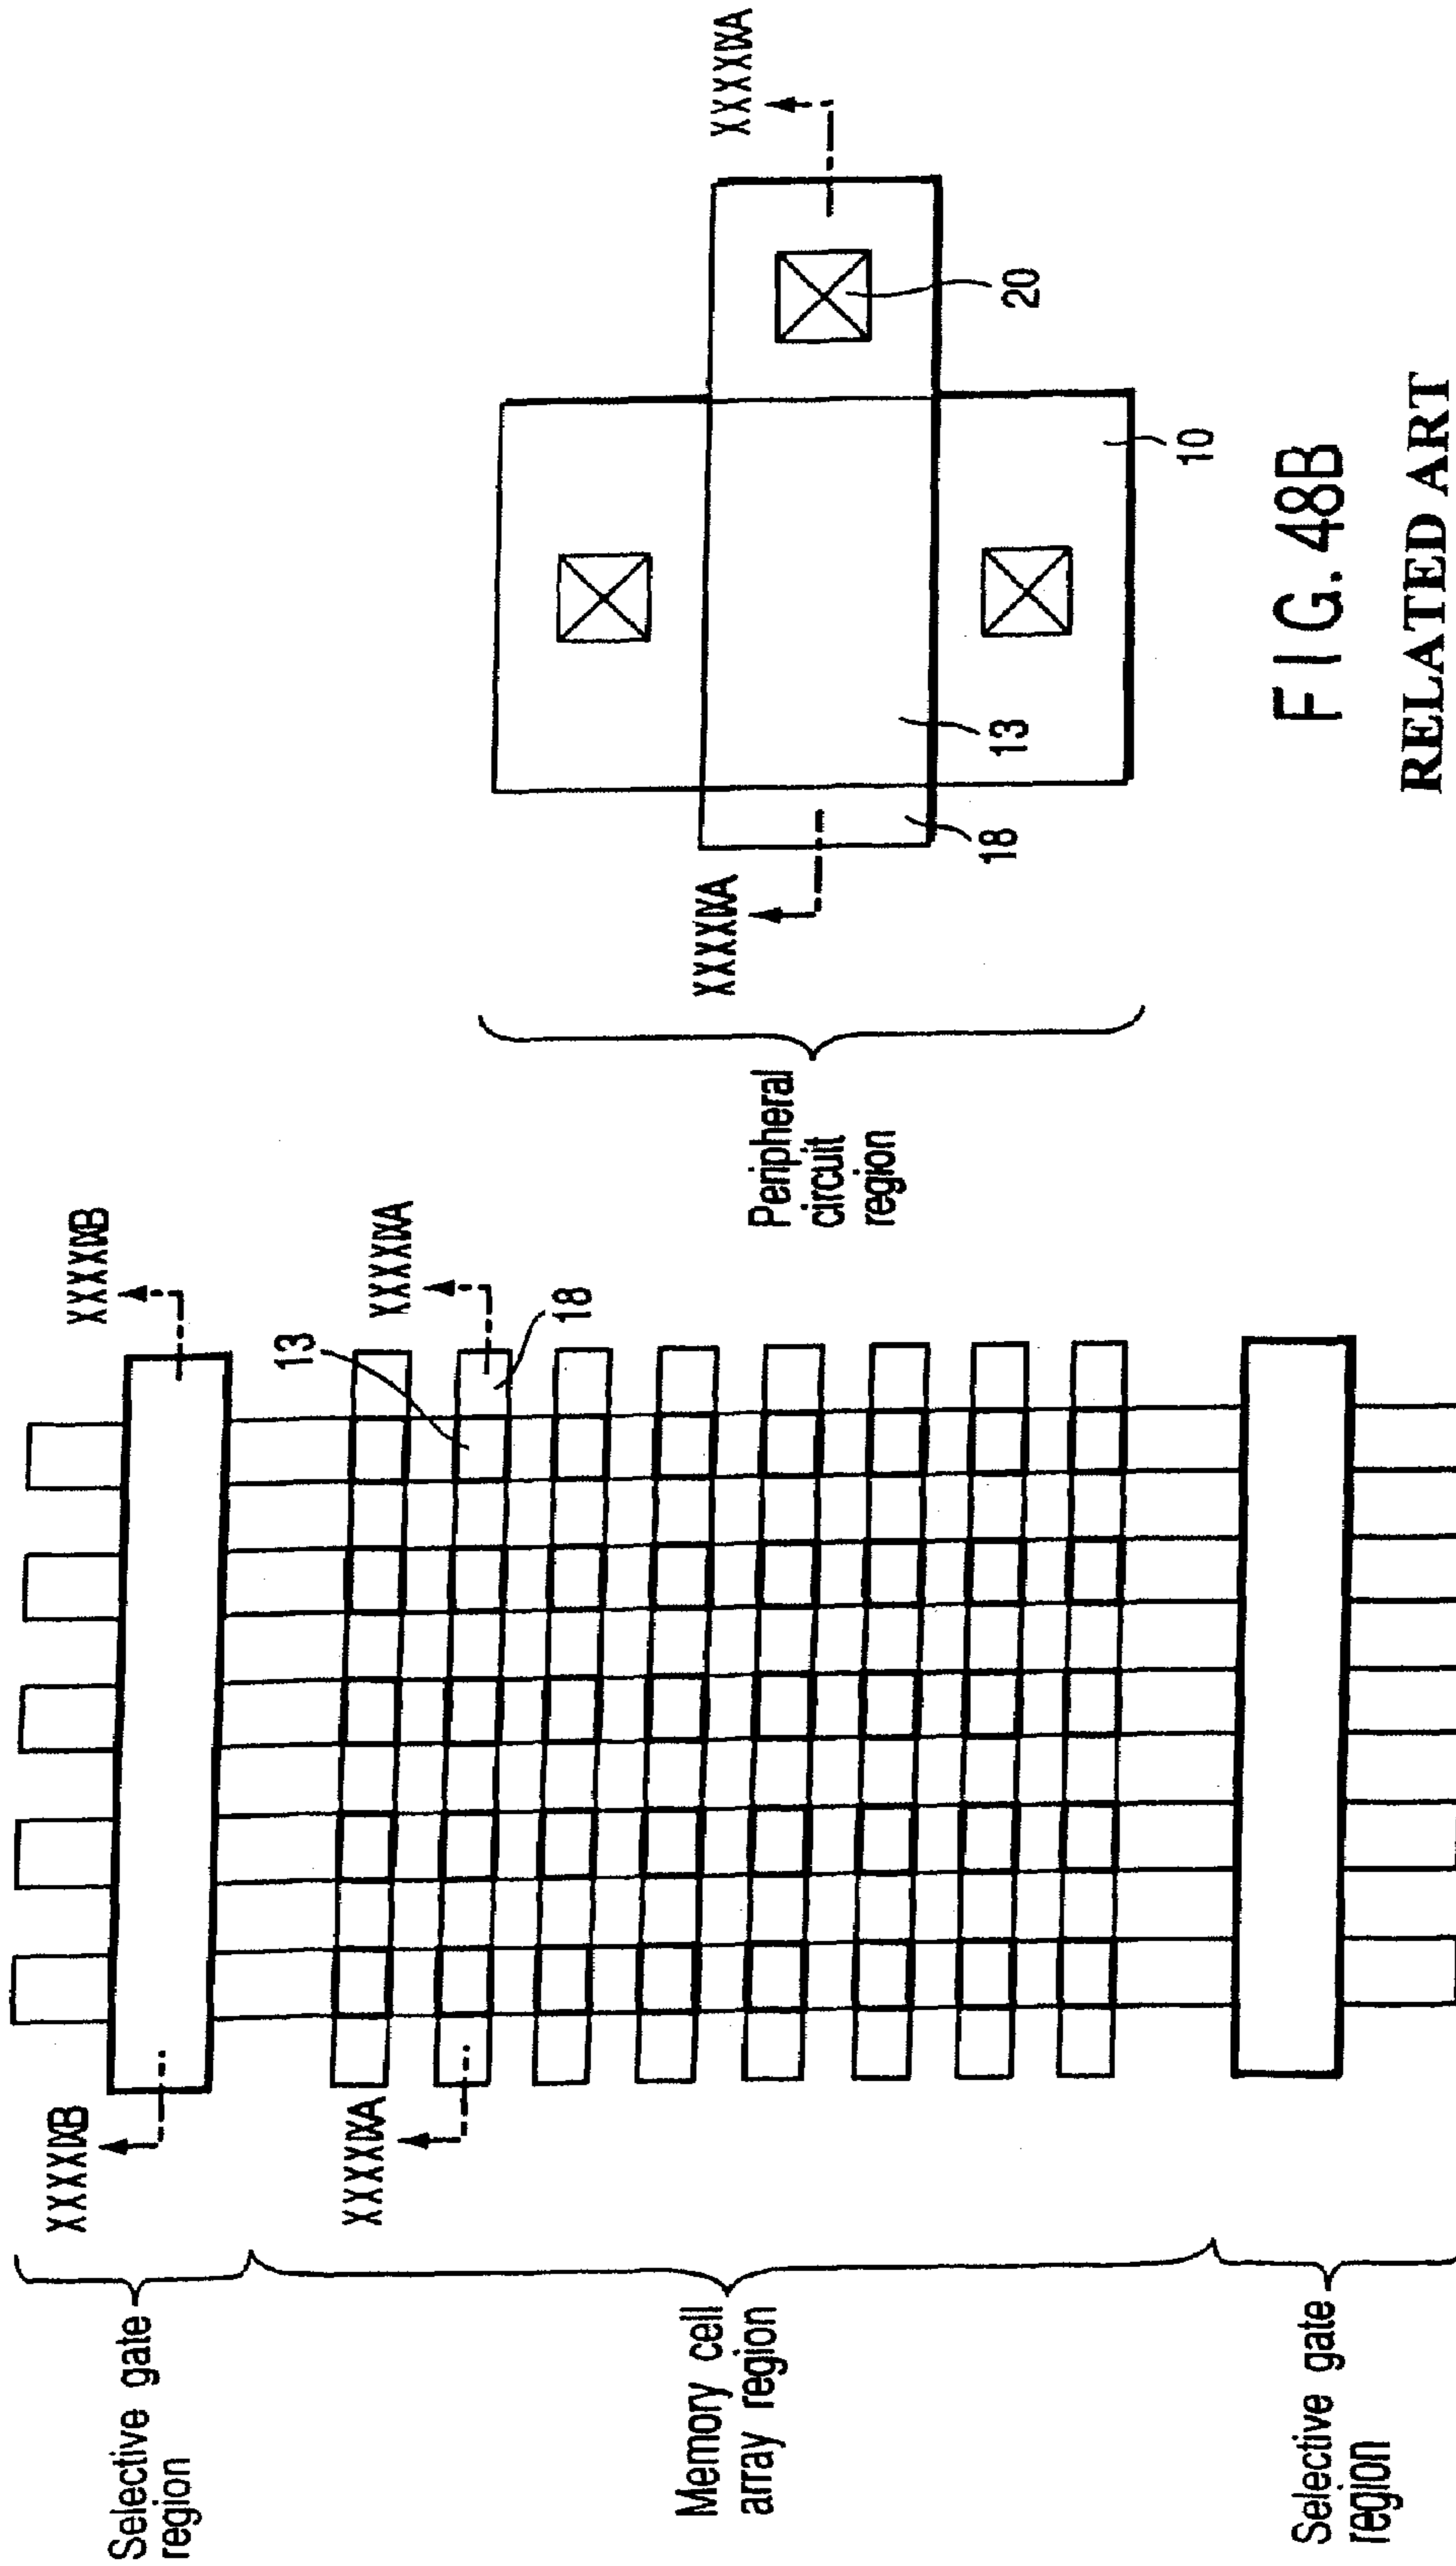 Selective gate
region
Memory cell
array region
Selective gate
region
XXXXIXB
XXXXIXB
XXXXIXA
XXXXIXA
13
18
Peripheral
circuit
region
XXXXIXA
XXXXIXA
18
13
20
10
FIG. 48B
RELATED ART